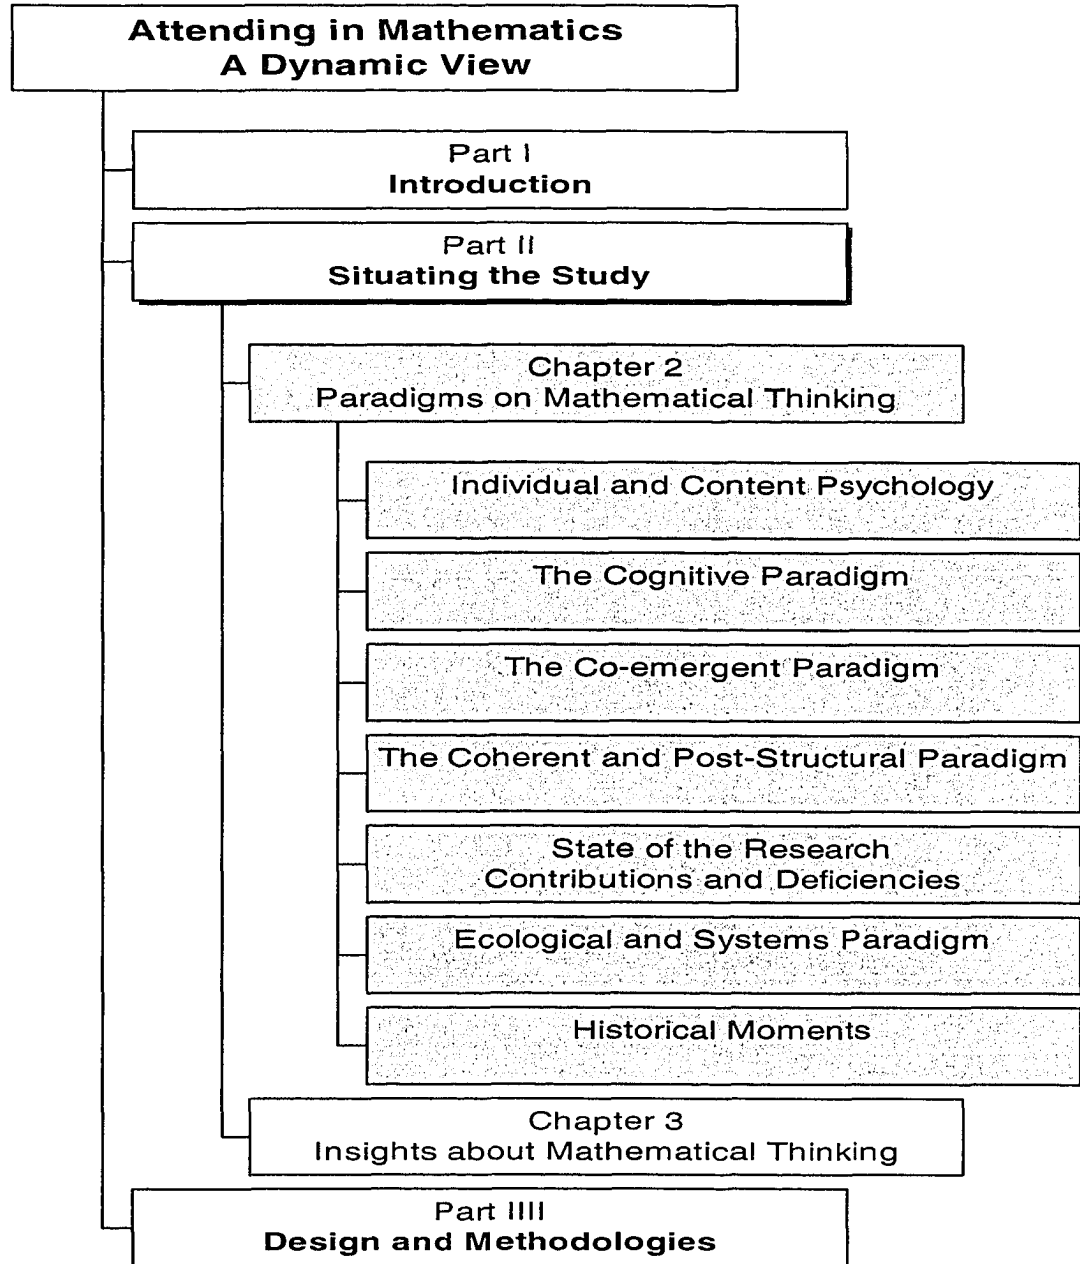 Attending in Mathematics
A Dynamic View
Part I
Introduction
Part II
Situating the Study
Chapter 2
Paradigms on Mathematical Thinking
Individual and Content Psychology
The Cognitive Paradigm
The Co-emergent Paradigm
The Coherent and Post-Structural Paradigm
State of the Research
Contributions and Deficiencies
Ecological and Systems Paradigm
Historical Moments
Chapter 3
Insights about Mathematical Thinking
Part IIII
Design and Methodologies